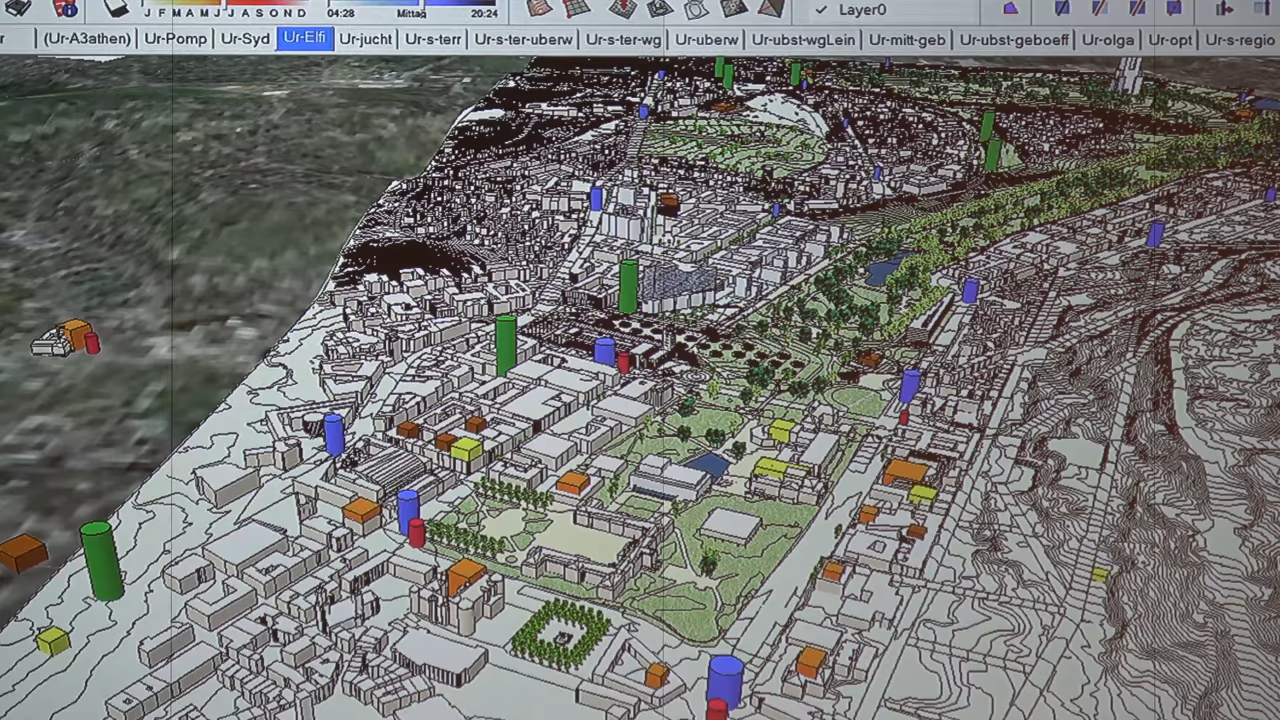 J F M A M J J A S O N D 04:28 Mittag 20:24 Layer0
r (Ur-A3athen) Ur-Pomp Ur-Syd Ur-Elfi Ur-jucht Ur-s-terr Ur-s-ter-uberw Ur-s-ter-wg Ur-uberw Ur-ubst-wgLein Ur-mitt-geb Ur-ubst-geboeff Ur-olga Ur-opt Ur-s-regio